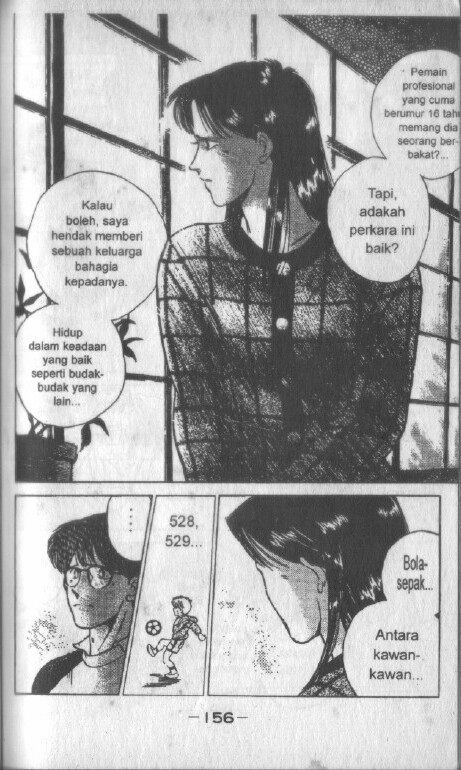 Pemain
profesional
yang cuma
berumur 16 tahu
memang dia
seorang ber-
bakat?...
Tapi,
adakah
perkara ini
baik?
Kalau
boleh, saya
hendak memberi
sebuah keluarga
bahagia
kepadanya.
Hidup
dalam keadaan
yang baik
seperti budak-
budak yang
lain...
Bola-
sepak...
Antara
kawan-
kawan...
528,
529...
...
-156-